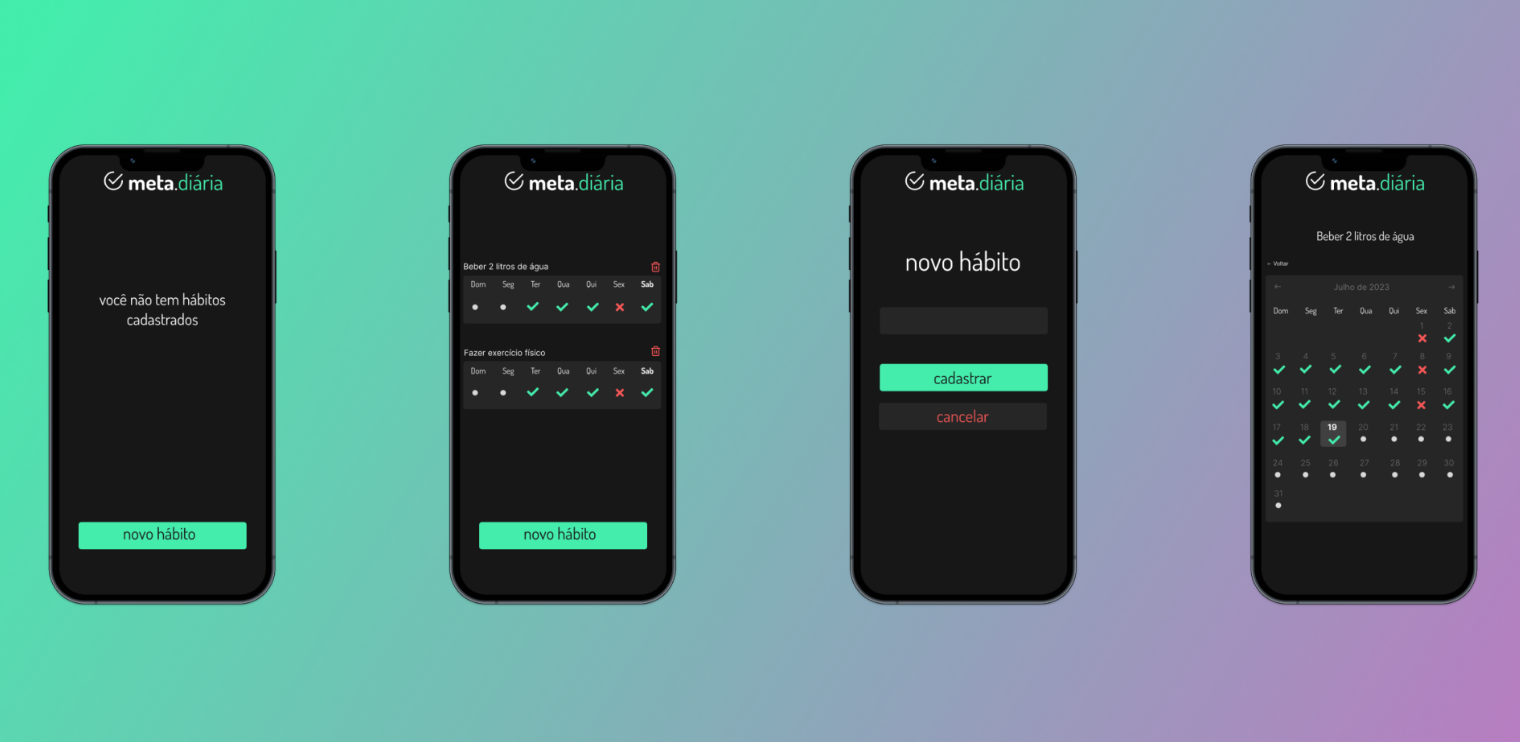 meta.diária
você não tem hábitos
cadastrados
novo hábito
meta.diária
Beber 2 litros de água
Dom Seg Ter Qua Qui Sex Sab
Fazer exercício físico
Dom Seg Ter Qua Qui Sex Sab
novo hábito
meta.diária
novo hábito
cadastrar
cancelar
meta.diária
Beber 2 litros de água
← Voltar
← Julho de 2023 →
Dom Seg Ter Qua Qui Sex Sab
1 2
3 4 5 6 7 8 9
10 11 12 13 14 15 16
17 18 19 20 21 22 23
24 25 26 27 28 29 30
31